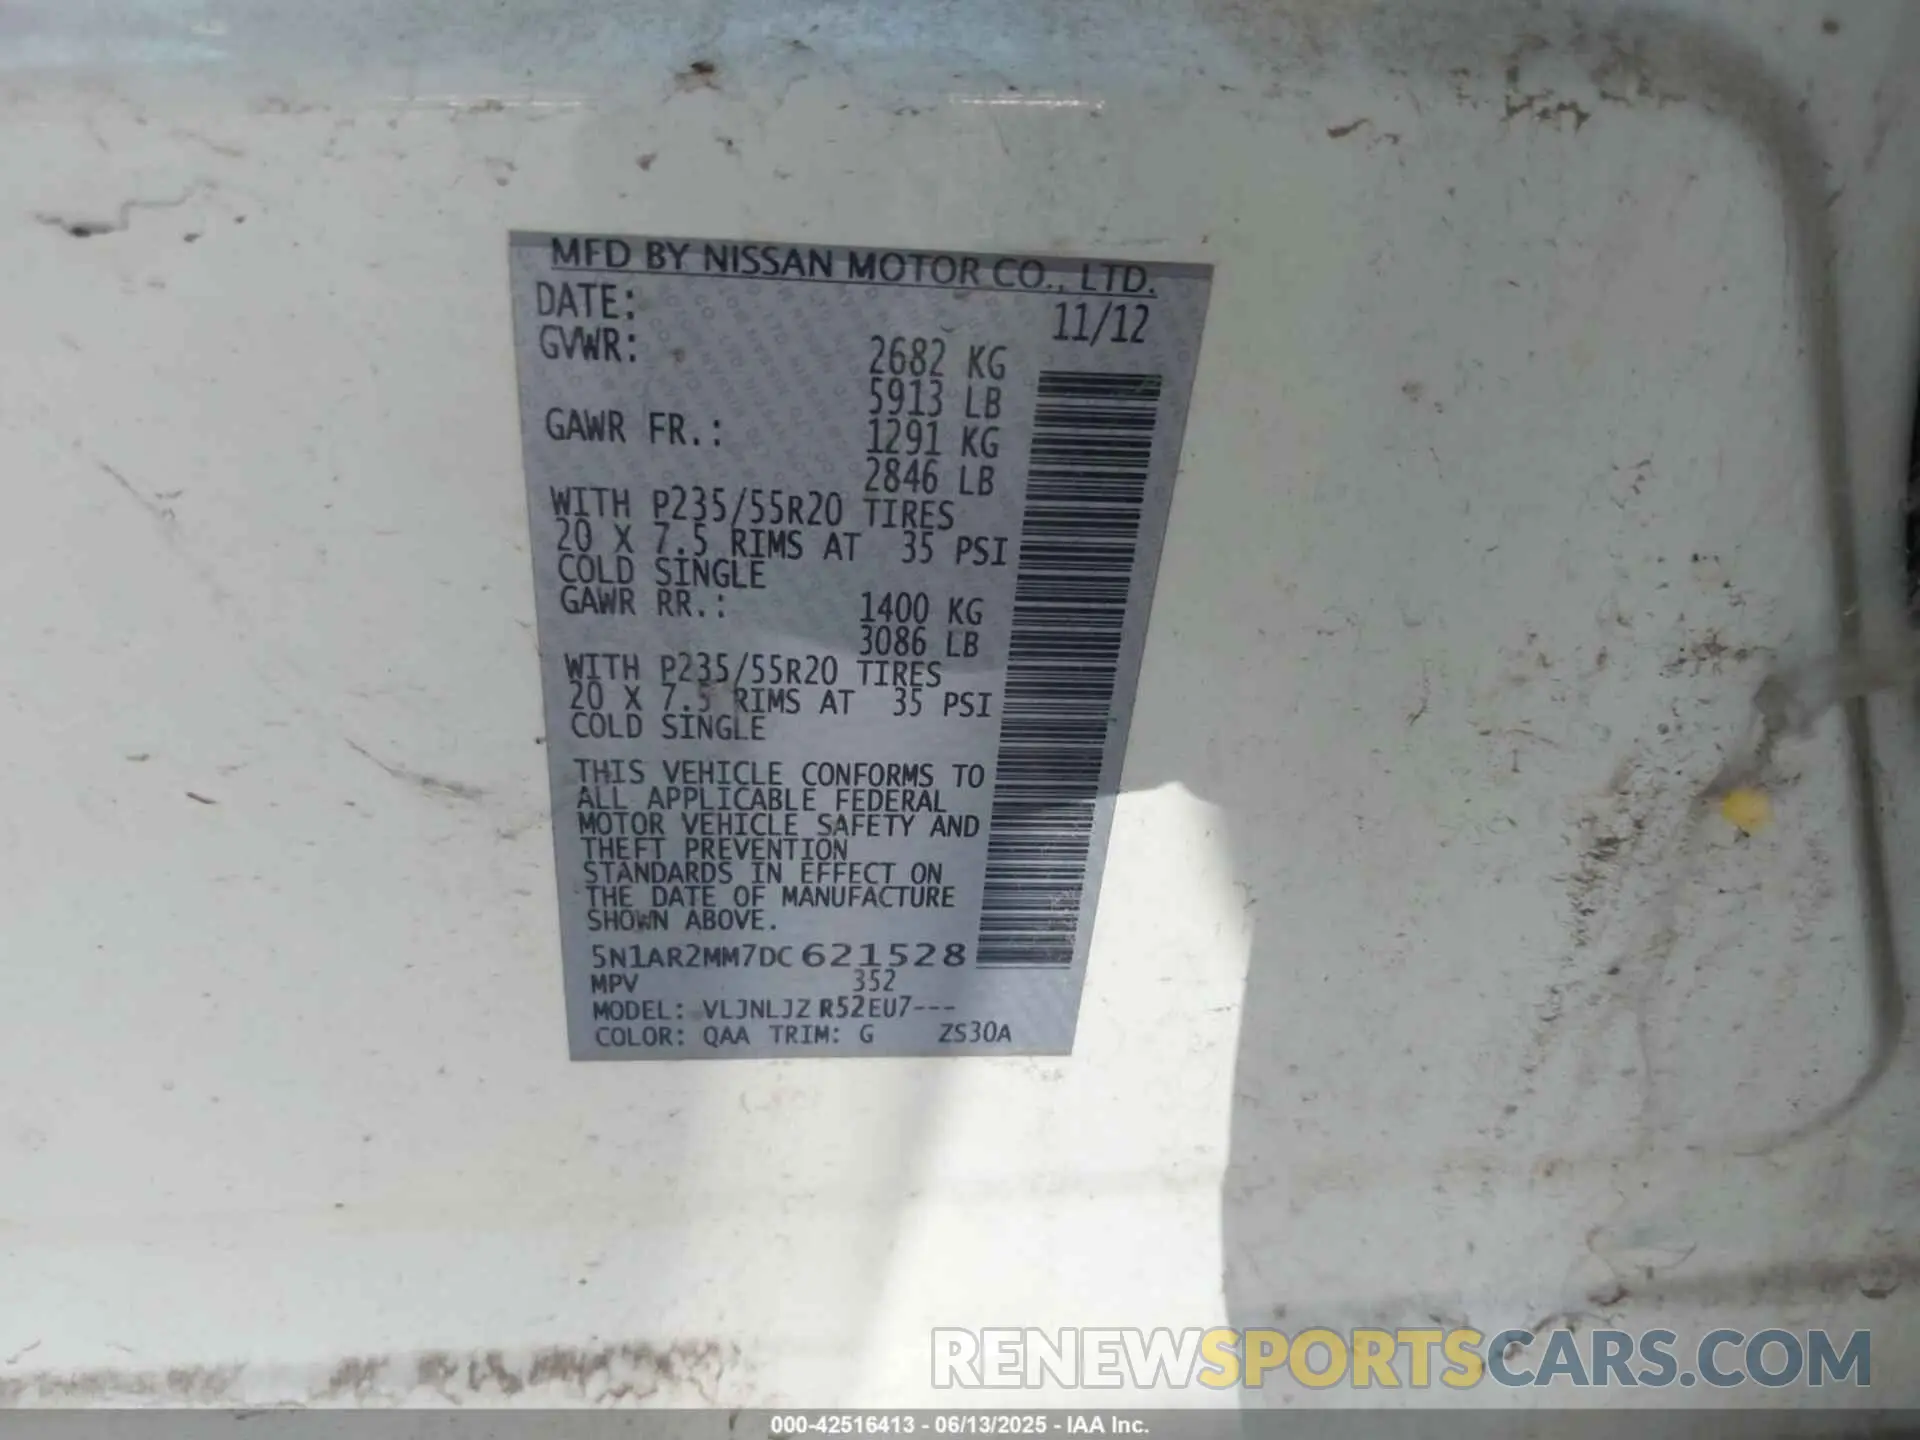 MFD BY NISSAN MOTOR CO., LTD.
DATE: 11/12
GVWR: 2682 KG
5913 LB
GAWR FR.: 1291 KG
2846 LB
WITH P235/55R20 TIRES
20 X 7.5 RIMS AT 35 PSI
COLD SINGLE
GAWR RR.: 1400 KG
3086 LB
WITH P235/55R20 TIRES
20 X 7.5 RIMS AT 35 PSI
COLD SINGLE
THIS VEHICLE CONFORMS TO
ALL APPLICABLE FEDERAL
MOTOR VEHICLE SAFETY AND
THEFT PREVENTION
STANDARDS IN EFFECT ON
THE DATE OF MANUFACTURE
SHOWN ABOVE.
5N1AR2MM7DC621528
MPV 352
MODEL: VLJNLJZ R52EU7---
COLOR: QAA TRIM: G ZS30A
RENEWSPORTSCARS.COM
000-42516413 - 06/13/2025 - IAA Inc.